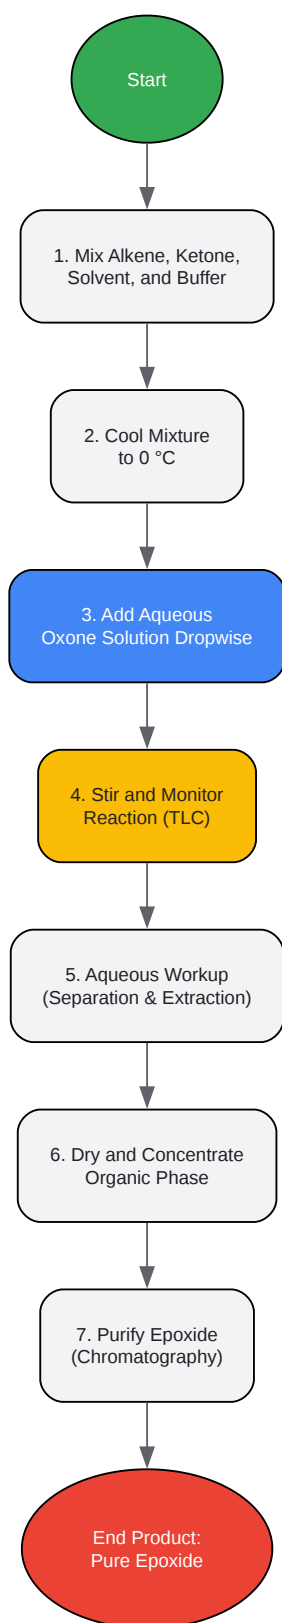 Start
1. Mix Alkene, Ketone,
Solvent, and Buffer
2. Cool Mixture
to 0 °C
3. Add Aqueous
Oxone Solution Dropwise
4. Stir and Monitor
Reaction (TLC)
5. Aqueous Workup
(Separation & Extraction)
6. Dry and Concentrate
Organic Phase
7. Purify Epoxide
(Chromatography)
End Product:
Pure Epoxide